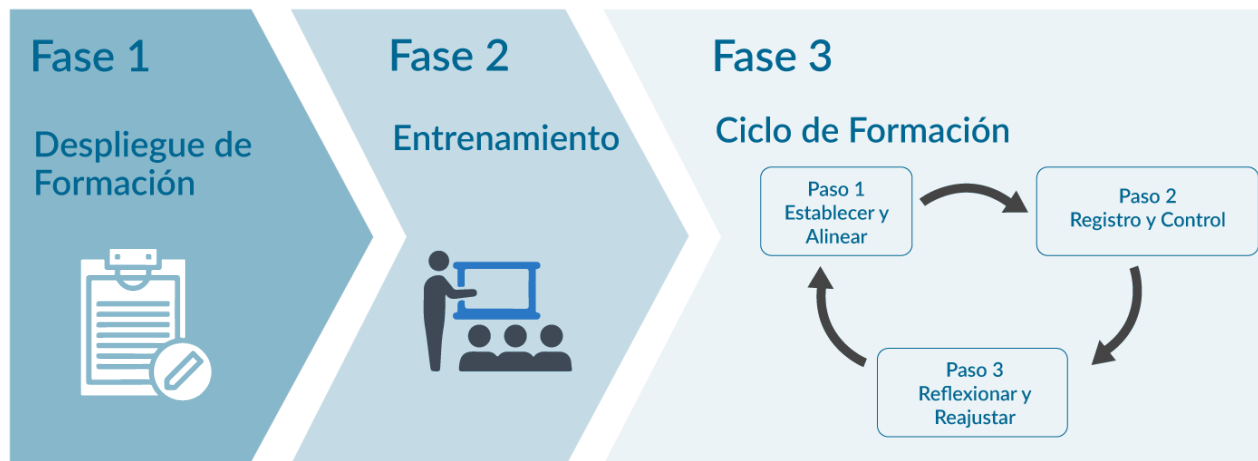 Fase 1
Despliegue de
Formación
Fase 2
Entrenamiento
Fase 3
Ciclo de Formación
Paso 1
Establecer y
Alinear
Paso 2
Registro y Control
Paso 3
Reflexionar y
Reajustar